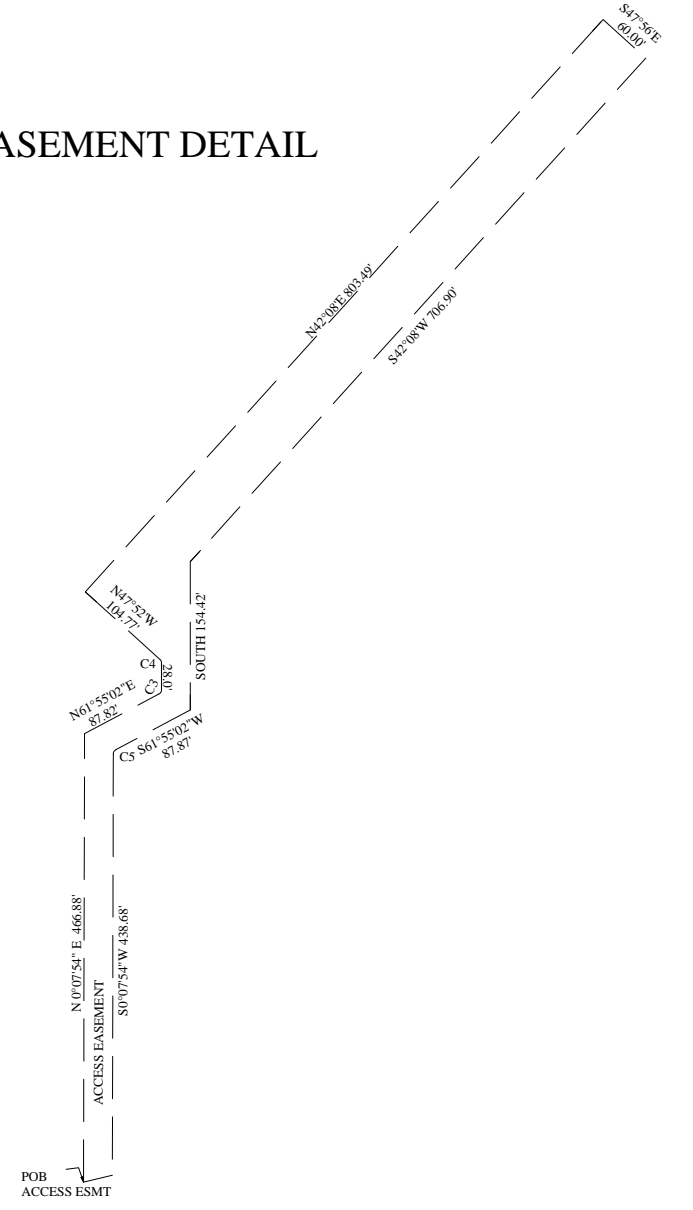 S47°56'E
60.00'
ASEMENT DETAIL
N42°08'E 803.49'
S42°08'W 706.90'
N47°52'W
104.77'
SOUTH 154.42'
C4
28.0'
C3
N61°55'02"E
87.82'
C5
S61°55'02"W
87.87'
N 0°07'54" E  466.88'
S0°07'54"W 438.68'
ACCESS EASEMENT
POB
ACCESS ESMT